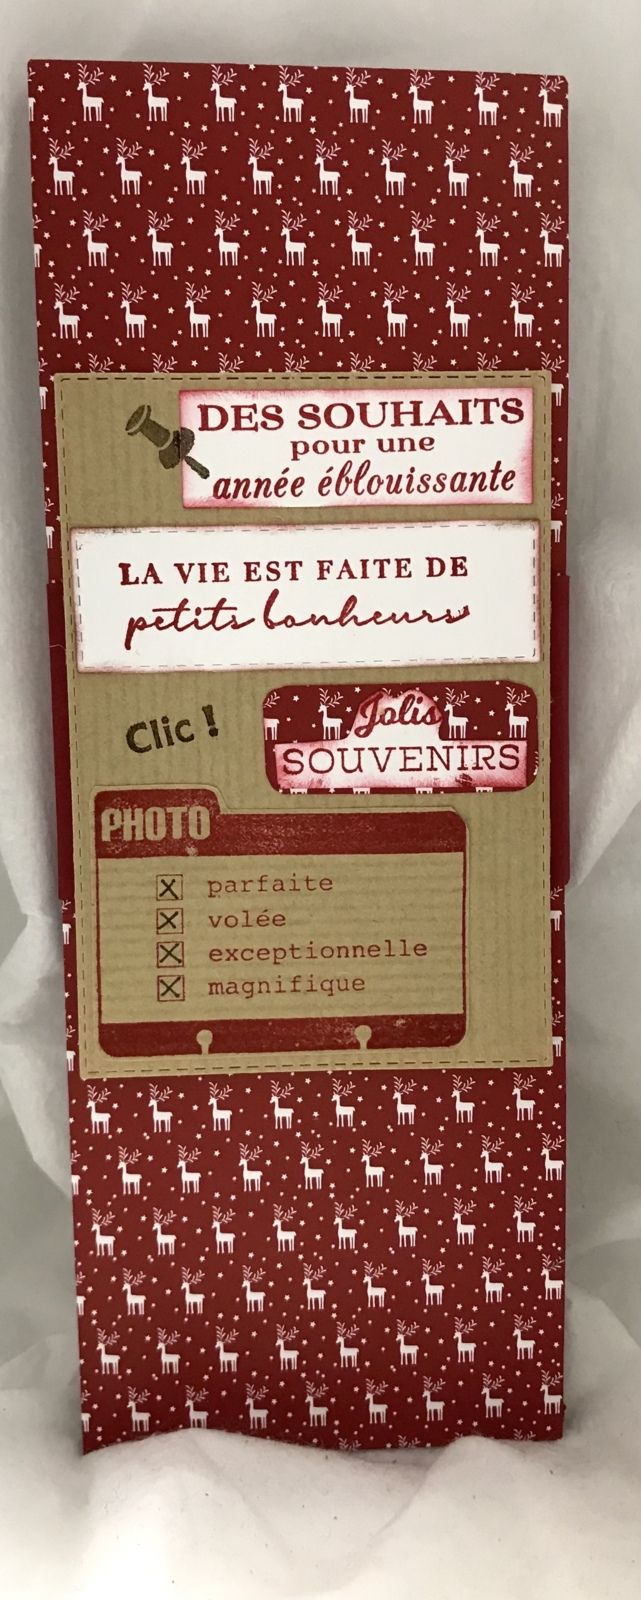 DES SOUHAITS
pour une
année éblouissante
LA VIE EST FAITE DE
petits bonheurs
Clic !
Jolis
SOUVENIRS
PHOTO
parfaite
volée
exceptionnelle
magnifique